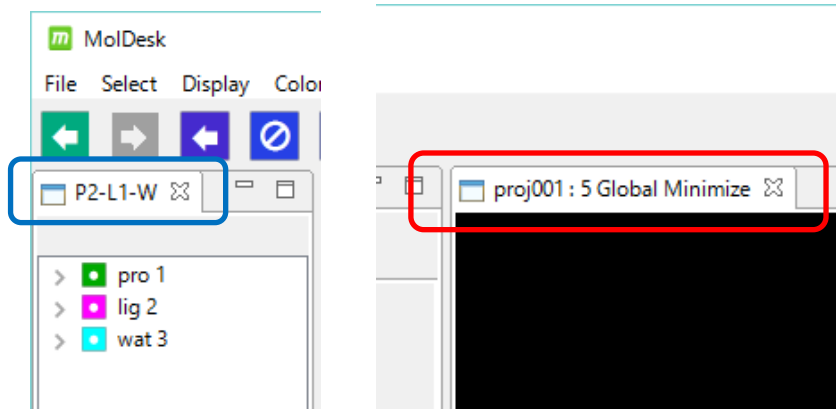 MolDesk
File Select Display Color
P2-L1-W
pro 1
lig 2
wat 3
proj001 : 5 Global Minimize